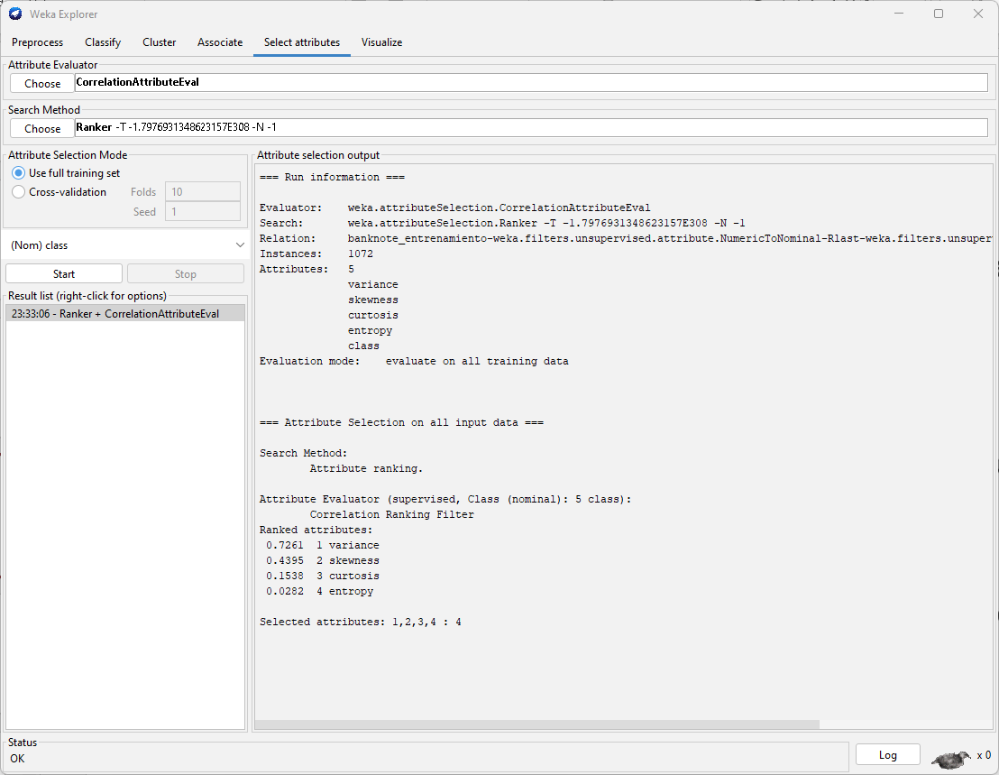 Weka Explorer
Preprocess Classify Cluster Associate Select attributes Visualize
Attribute Evaluator
Choose CorrelationAttributeEval
Search Method
Choose Ranker -T -1.7976931348623157E308 -N -1
Attribute Selection Mode
Use full training set
Cross-validation Folds 10
Seed 1
(Nom) class
Start Stop
Result list (right-click for options)
23:33:06 - Ranker + CorrelationAttributeEval
Attribute selection output
=== Run information ===
Evaluator: weka.attributeSelection.CorrelationAttributeEval
Search: weka.attributeSelection.Ranker -T -1.7976931348623157E308 -N -1
Relation: banknote_entrenamiento-weka.filters.unsupervised.attribute.NumericToNominal-Rlast-weka.filters.unsuper
Instances: 1072
Attributes: 5
variance
skewness
curtosis
entropy
class
Evaluation mode: evaluate on all training data
=== Attribute Selection on all input data ===
Search Method:
Attribute ranking.
Attribute Evaluator (supervised, Class (nominal): 5 class):
Correlation Ranking Filter
Ranked attributes:
0.7261 1 variance
0.4395 2 skewness
0.1538 3 curtosis
0.0282 4 entropy
Selected attributes: 1,2,3,4 : 4
Status
OK
Log x 0